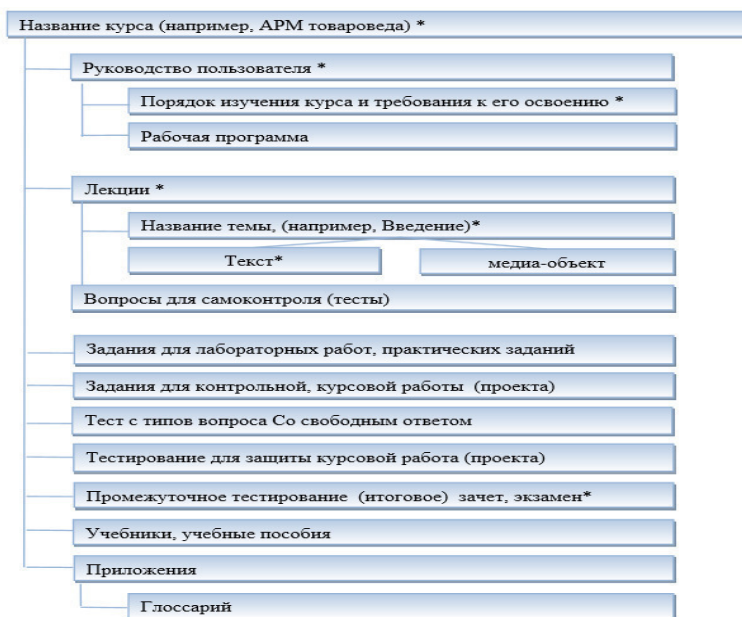 Название курса (например, АРМ товароведа) *
Руководство пользователя *
Порядок изучения курса и требования к его освоению *
Рабочая программа
Лекции *
Название темы, (например, Введение)*
Текст*
медиа-объект
Вопросы для самоконтроля (тесты)
Задания для лабораторных работ, практических заданий
Задания для контрольной, курсовой работы (проекта)
Тест с типов вопроса Со свободным ответом
Тестирование для защиты курсовой работа (проекта)
Промежуточное тестирование (итоговое) зачет, экзамен*
Учебники, учебные пособия
Приложения
Глоссарий